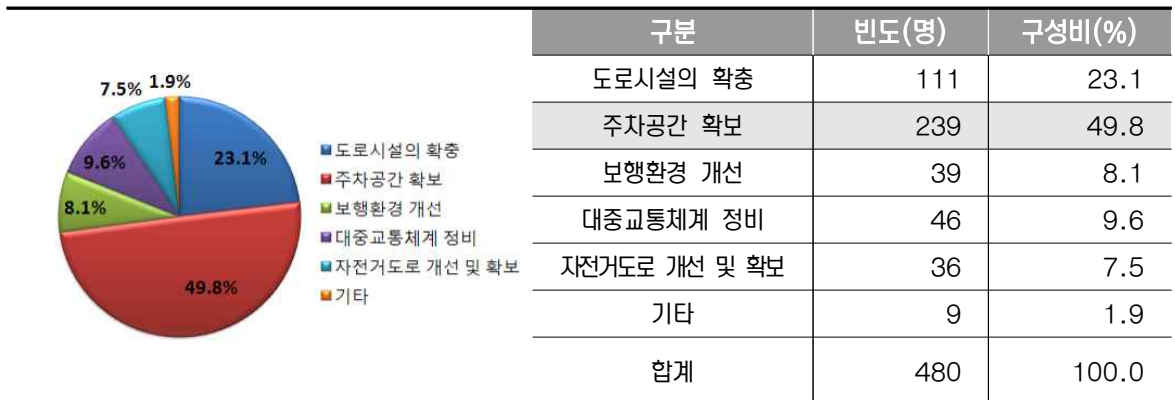 7.5% 1.9%
9.6%
23.1%
8.1%
49.8%
도로시설의 확충
주차공간 확보
보행환경 개선
대중교통체계 정비
자전거도로 개선 및 확보
기타
구분 빈도(명) 구성비(%)
도로시설의 확충 111 23.1
주차공간 확보 239 49.8
보행환경 개선 39 8.1
대중교통체계 정비 46 9.6
자전거도로 개선 및 확보 36 7.5
기타 9 1.9
합계 480 100.0